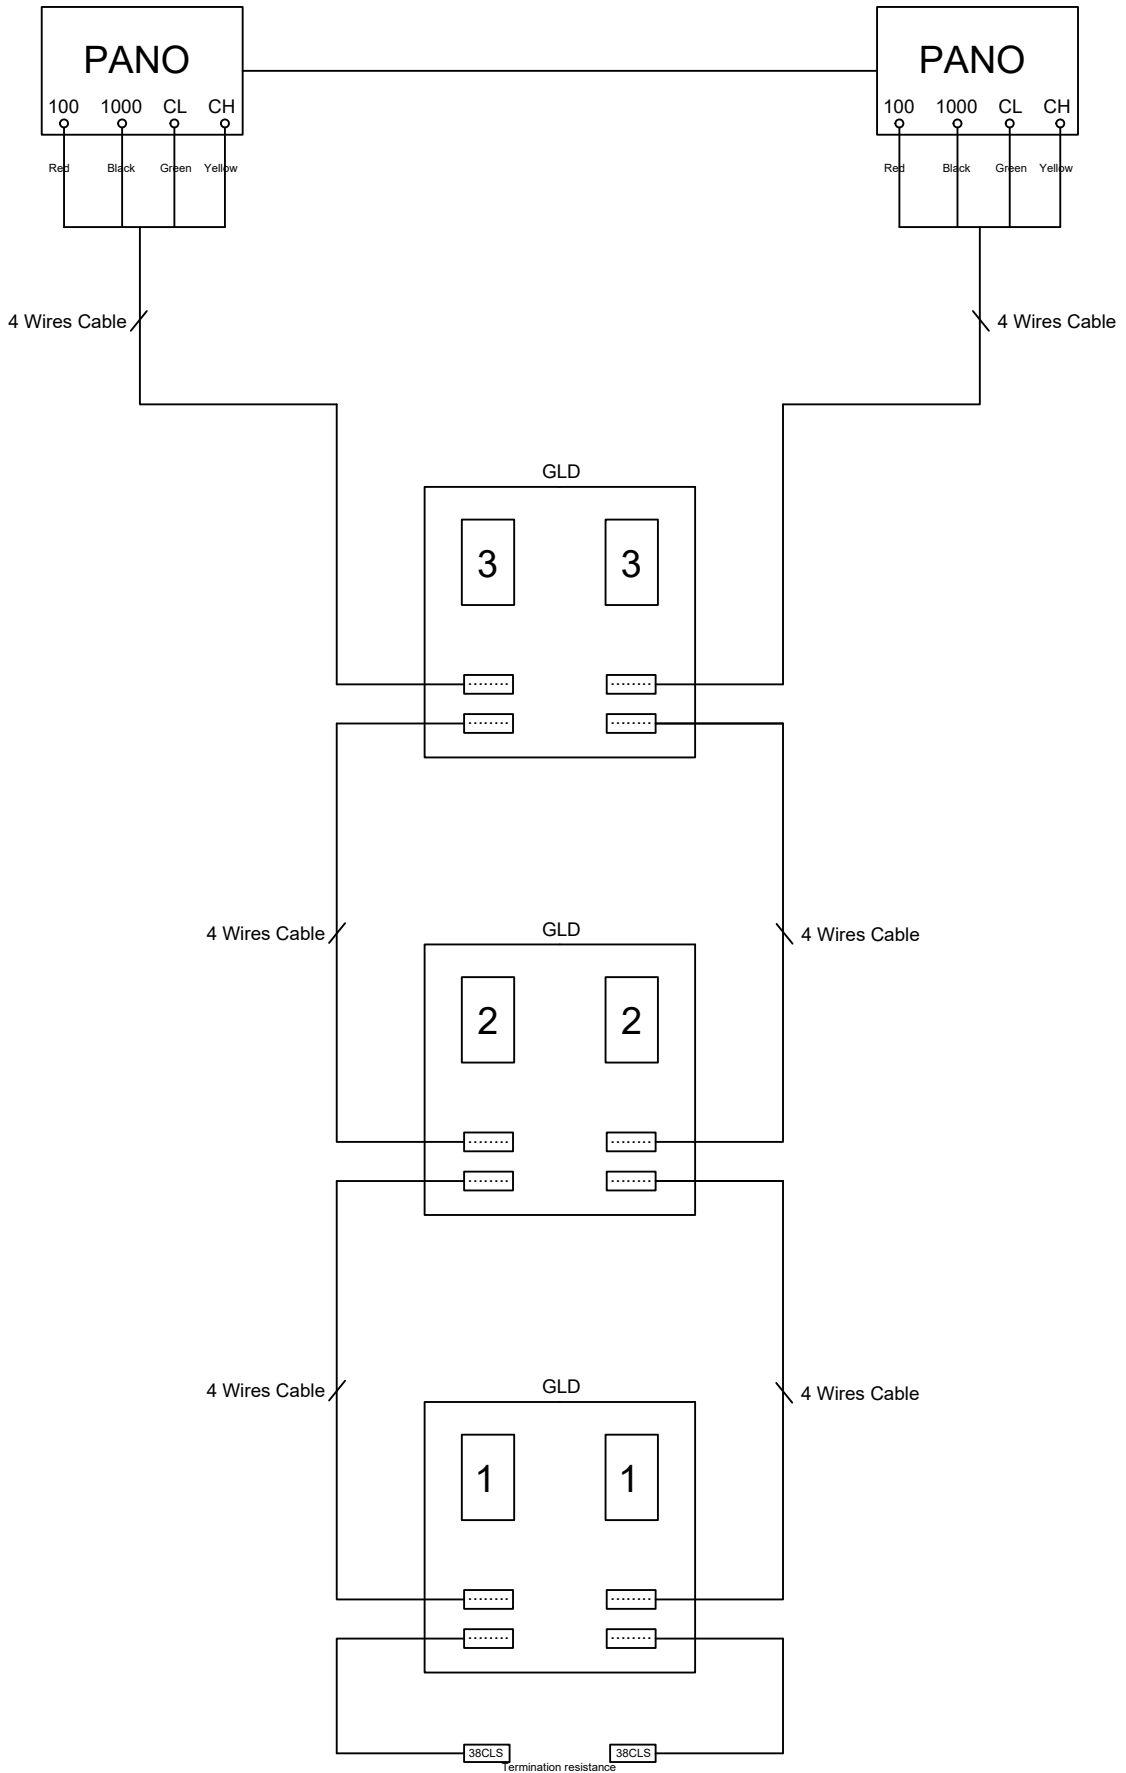 PANO
PANO
100 1000 CL CH
100 1000 CL CH
Red Black Green Yellow
Red Black Green Yellow
4 Wires Cable
4 Wires Cable
GLD
3 3
4 Wires Cable
4 Wires Cable
GLD
2 2
4 Wires Cable
4 Wires Cable
GLD
1 1
38CLS 38CLS
Termination resistance